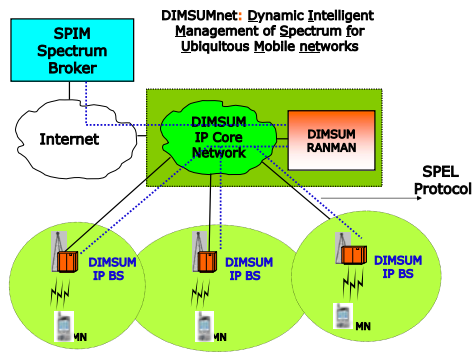 DIMSUMnet: Dynamic Intelligent
Management of Spectrum for
Ubiquitous Mobile networks
SPIM
Spectrum
Broker
Internet
DIMSUM
IP Core
Network
DIMSUM
RANMAN
SPEL
Protocol
DIMSUM
IP BS
MN
DIMSUM
IP BS
MN
DIMSUM
IP BS
MN